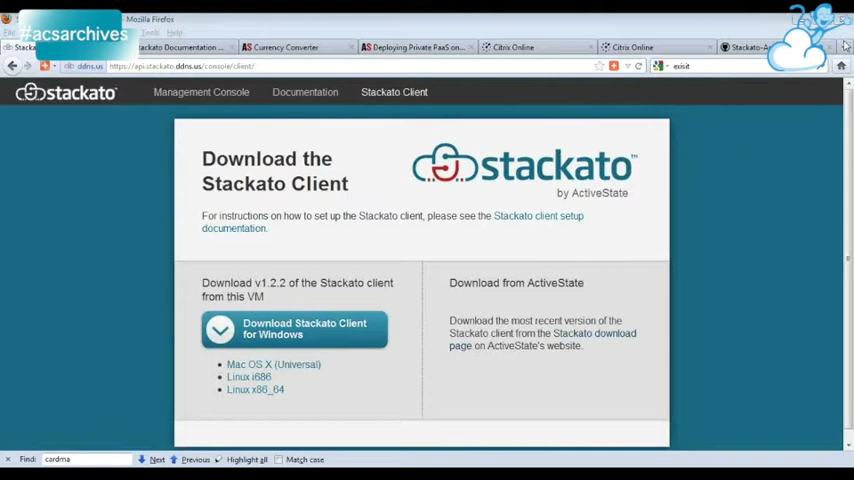 Mozilla Firefox
#acsarchives
Tools Help
Stackato Documentation ...
Currency Converter
Deploying Private PaaS on...
Citrix Online
Citrix Online
Stackato-A
ddns.us
https://api.stackato.ddns.us/console/client/
exisit
stackato
Management Console
Documentation
Stackato Client
Download the
Stackato Client
stackato™
by ActiveState
For instructions on how to set up the Stackato client, please see the Stackato client setup
documentation.
Download v1.2.2 of the Stackato client
from this VM
Download Stackato Client
for Windows
Mac OS X (Universal)
Linux i686
Linux x86_64
Download from ActiveState
Download the most recent version of the
Stackato client from the Stackato download
page on ActiveState's website.
Find: cardma Next Previous Highlight all Match case